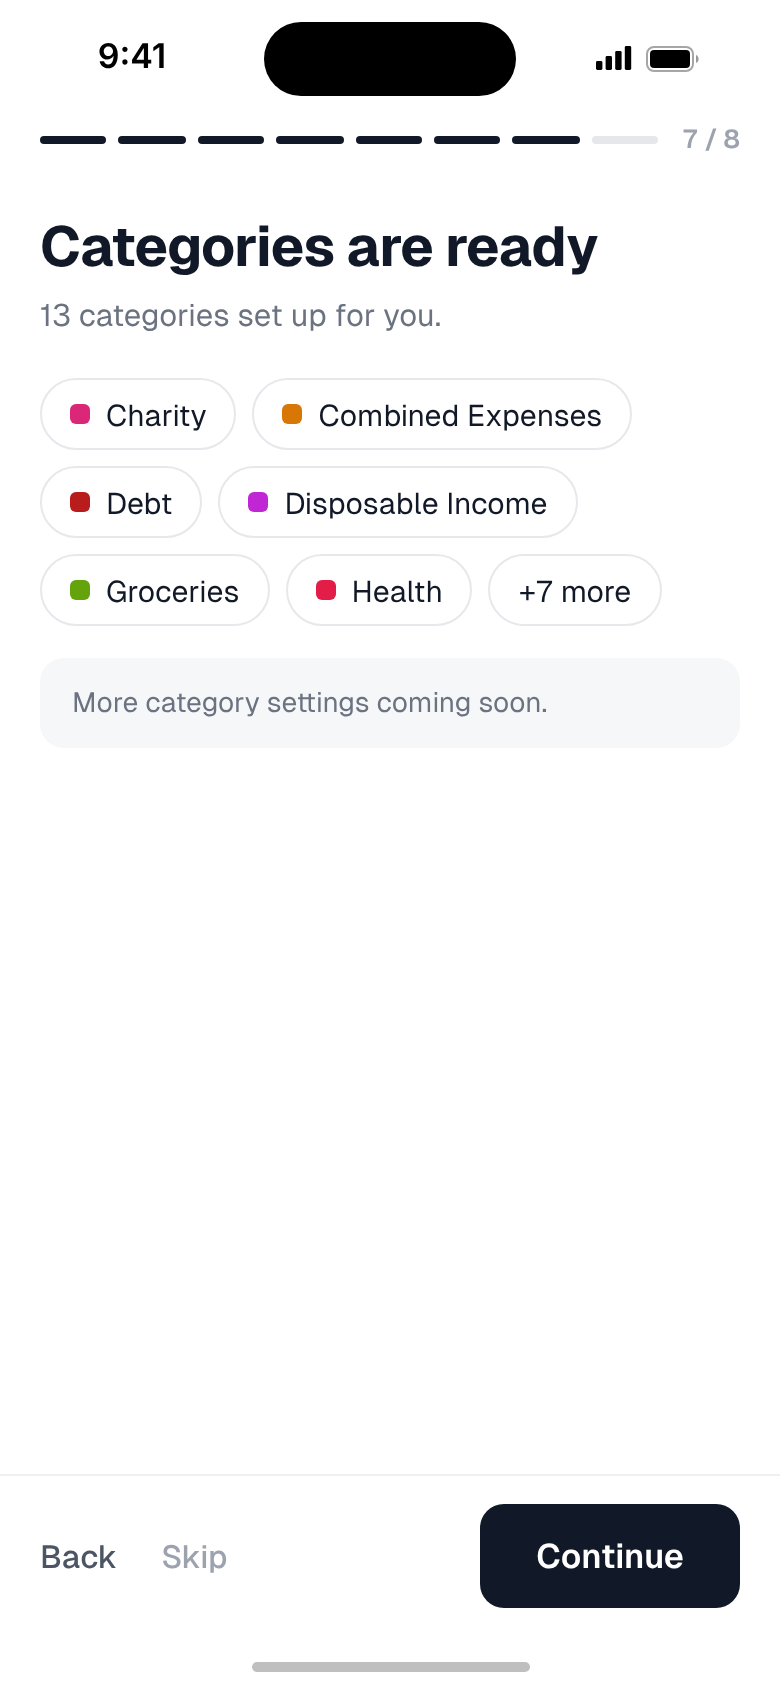 9:41
7 / 8
Categories are ready
13 categories set up for you.
Charity Combined Expenses
Debt Disposable Income
Groceries Health +7 more
More category settings coming soon.
Back Skip Continue